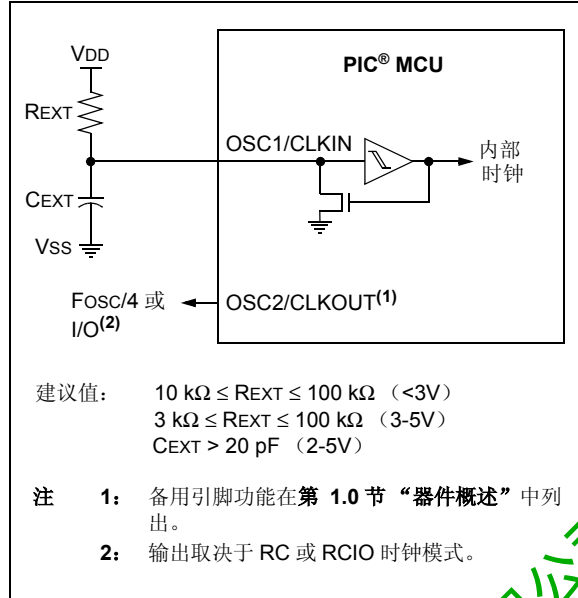 VDD
PIC® MCU
REXT
OSC1/CLKIN
内部
时钟
CEXT
VSS
FOSC/4 或
I/O(2)
OSC2/CLKOUT(1)
建议值： 10 kΩ ≤ REXT ≤ 100 kΩ （<3V）
3 kΩ ≤ REXT ≤ 100 kΩ （3-5V）
CEXT > 20 pF （2-5V）
注 1： 备用引脚功能在第 1.0 节“器件概述”中列
出。
2： 输出取决于 RC 或 RCIO 时钟模式。